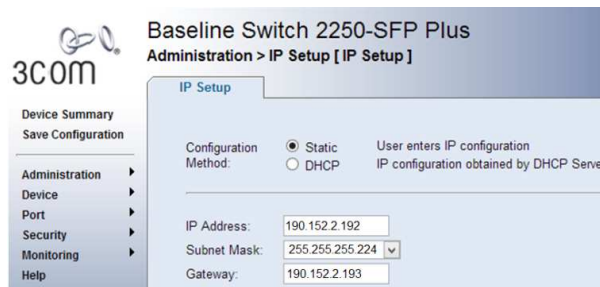 Baseline Switch 2250-SFP Plus
3COM
Administration > IP Setup [ IP Setup ]
IP Setup
Device Summary
Save Configuration
Administration
Device
Port
Security
Monitoring
Help
Configuration Method:
Static User enters IP configuration
DHCP IP configuration obtained by DHCP Serve
IP Address: 190.152.2.192
Subnet Mask: 255.255.255.224
Gateway: 190.152.2.193